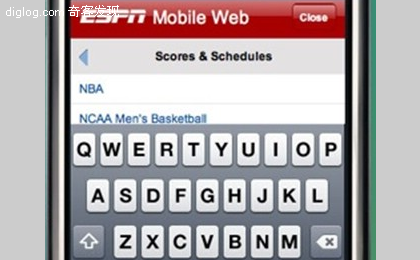 diglog.com 奇客发现
ESPN Mobile Web Close
Scores & Schedules
NBA
NCAA Men's Basketball
Q W E R T Y U I O P
A S D F G H J K L
Z X C V B N M